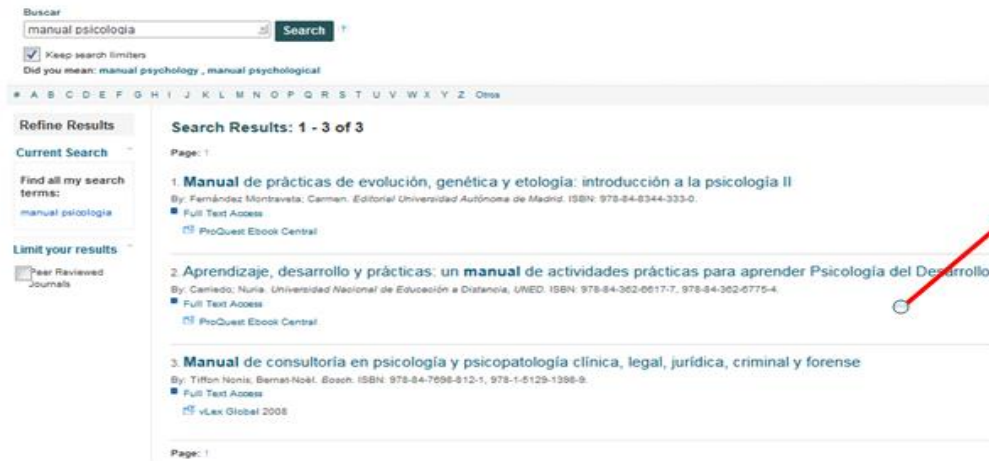 Buscar
manual psicologia Search ?
Keep search limiters
Did you mean: manual psychology , manual psychological
# A B C D E F G H I J K L M N O P Q R S T U V W X Y Z Otros
Refine Results
Current Search
Find all my search
terms:
manual psicologia
Limit your results
Peer Reviewed
Journals
Search Results: 1 - 3 of 3
Page: 1
1. Manual de prácticas de evolución, genética y etología: introducción a la psicología II
By: Fernández Montraveta; Carmen. Editorial Universidad Autónoma de Madrid. ISBN: 978-84-8344-333-0.
Full Text Access
ProQuest Ebook Central
2. Aprendizaje, desarrollo y prácticas: un manual de actividades prácticas para aprender Psicología del Desarrollo
By: Carriedo; Nuria. Universidad Nacional de Educación a Distancia, UNED. ISBN: 978-84-362-6617-7, 978-84-362-6775-4.
Full Text Access
ProQuest Ebook Central
3. Manual de consultoría en psicología y psicopatología clínica, legal, jurídica, criminal y forense
By: Tiffon Nonis; Bernat-Noël. Bosch. ISBN: 978-84-7698-812-1, 978-1-5129-1398-9.
Full Text Access
vLex Global 2008
Page: 1